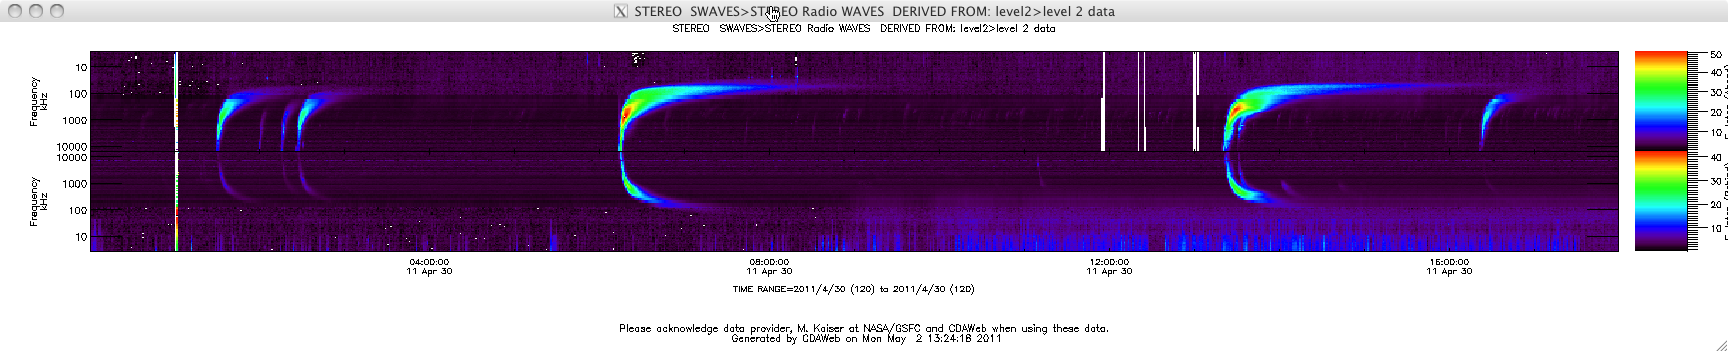 STEREO SWAVES>STEREO Radio WAVES DERIVED FROM: level2>level 2 data
STEREO SWAVES>STEREO Radio WAVES DERIVED FROM: level2>level 2 data
Frequency
kHz
10
100
1000
10000
Frequency
kHz
10000
1000
100
10
50
40
30
20
10
40
30
20
10
04:00:00
11 Apr 30
08:00:00
11 Apr 30
12:00:00
11 Apr 30
16:00:00
11 Apr 30
TIME RANGE=2011/4/30 (120) to 2011/4/30 (120)
Please acknowledge data provider, M. Kaiser at NASA/GSFC and CDAWeb when using these data.
Generated by CDAWeb on Mon May 2 13:24:18 2011